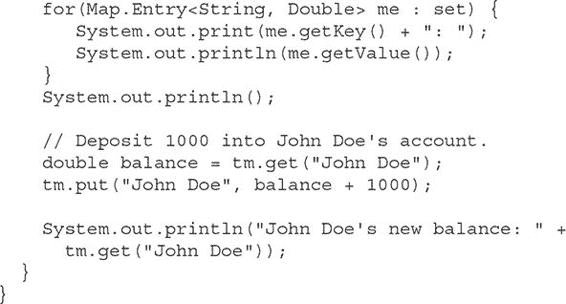 for(Map.Entry<String, Double> me : set) {
System.out.print(me.getKey() + ": ");
System.out.println(me.getValue());
}
System.out.println();
// Deposit 1000 into John Doe's account.
double balance = tm.get("John Doe");
tm.put("John Doe", balance + 1000);
System.out.println("John Doe's new balance: " +
tm.get("John Doe"));
}
}